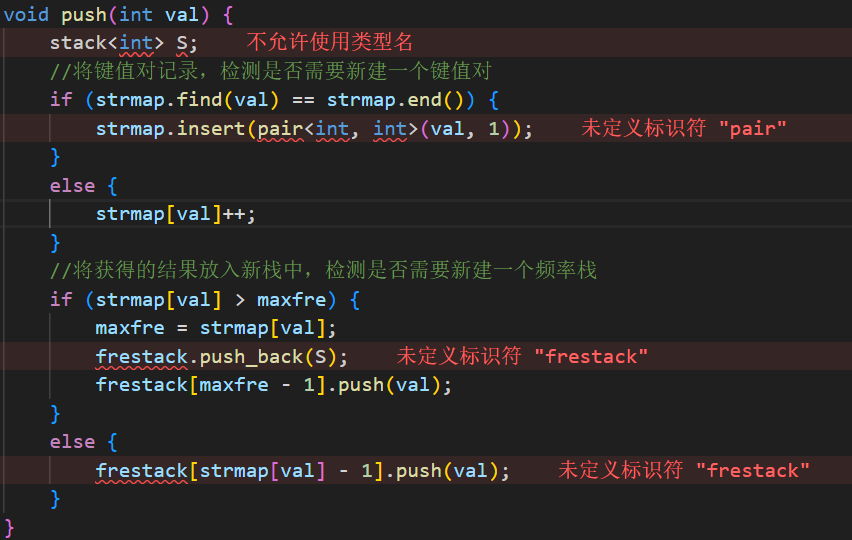 void push(int val) {
    stack<int> S;    不允许使用类型名
    //将键值对记录，检测是否需要新建一个键值对
    if (strmap.find(val) == strmap.end()) {
        strmap.insert(pair<int, int>(val, 1));    未定义标识符 "pair"
    }
    else {
        strmap[val]++;
    }
    //将获得的结果放入新栈中，检测是否需要新建一个频率栈
    if (strmap[val] > maxfre) {
        maxfre = strmap[val];
        frestack.push_back(S);    未定义标识符 "frestack"
        frestack[maxfre - 1].push(val);
    }
    else {
        frestack[strmap[val] - 1].push(val);    未定义标识符 "frestack"
    }
}